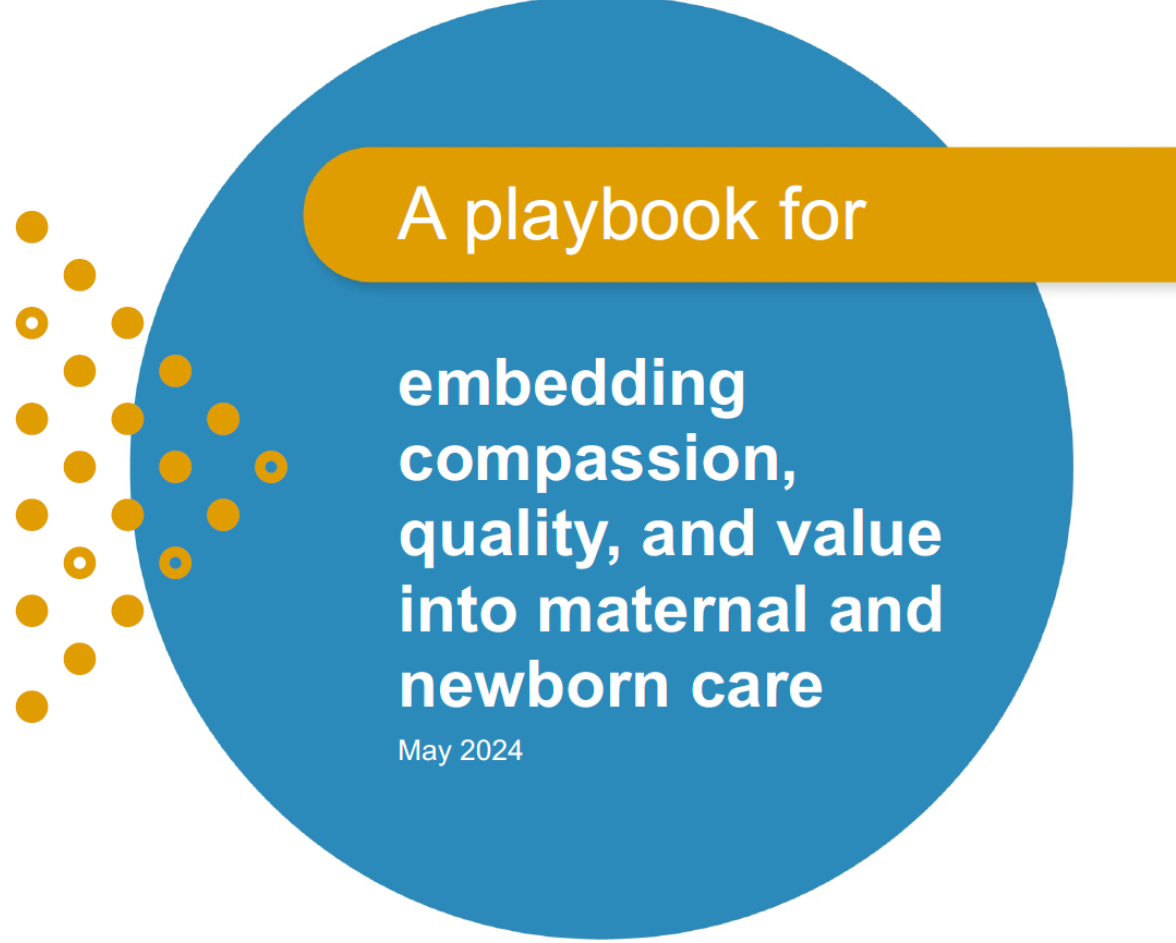 A playbook for
embedding
compassion,
quality, and value
into maternal and
newborn care
May 2024